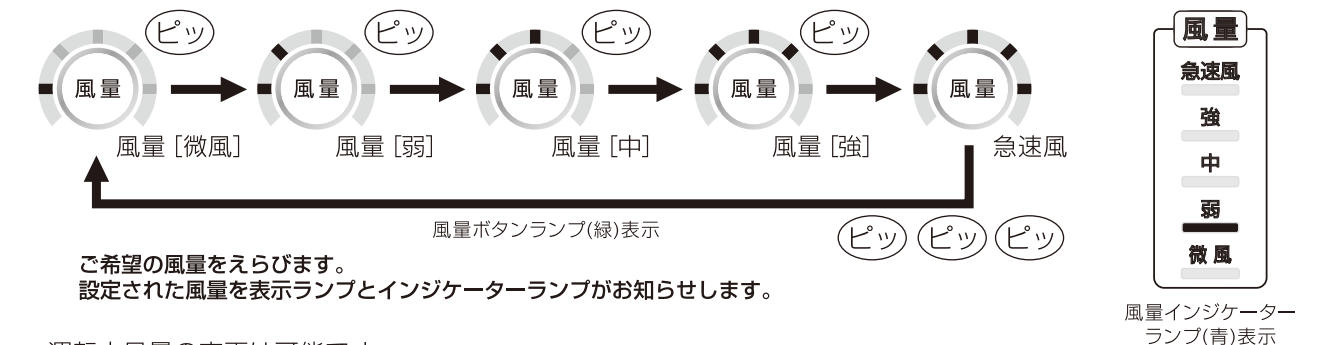 ピッ ピッ ピッ ピッ
風量 風量 風量 風量 風量
風量［微風］ 風量［弱］ 風量［中］ 風量［強］ 急速風
風量ボタンランプ(緑)表示
ピッ ピッ ピッ
ご希望の風量をえらびます。
設定された風量を表示ランプとインジケーターランプがお知らせします。
風量
急速風
強
中
弱
微風
風量インジケーター
ランプ(青)表示